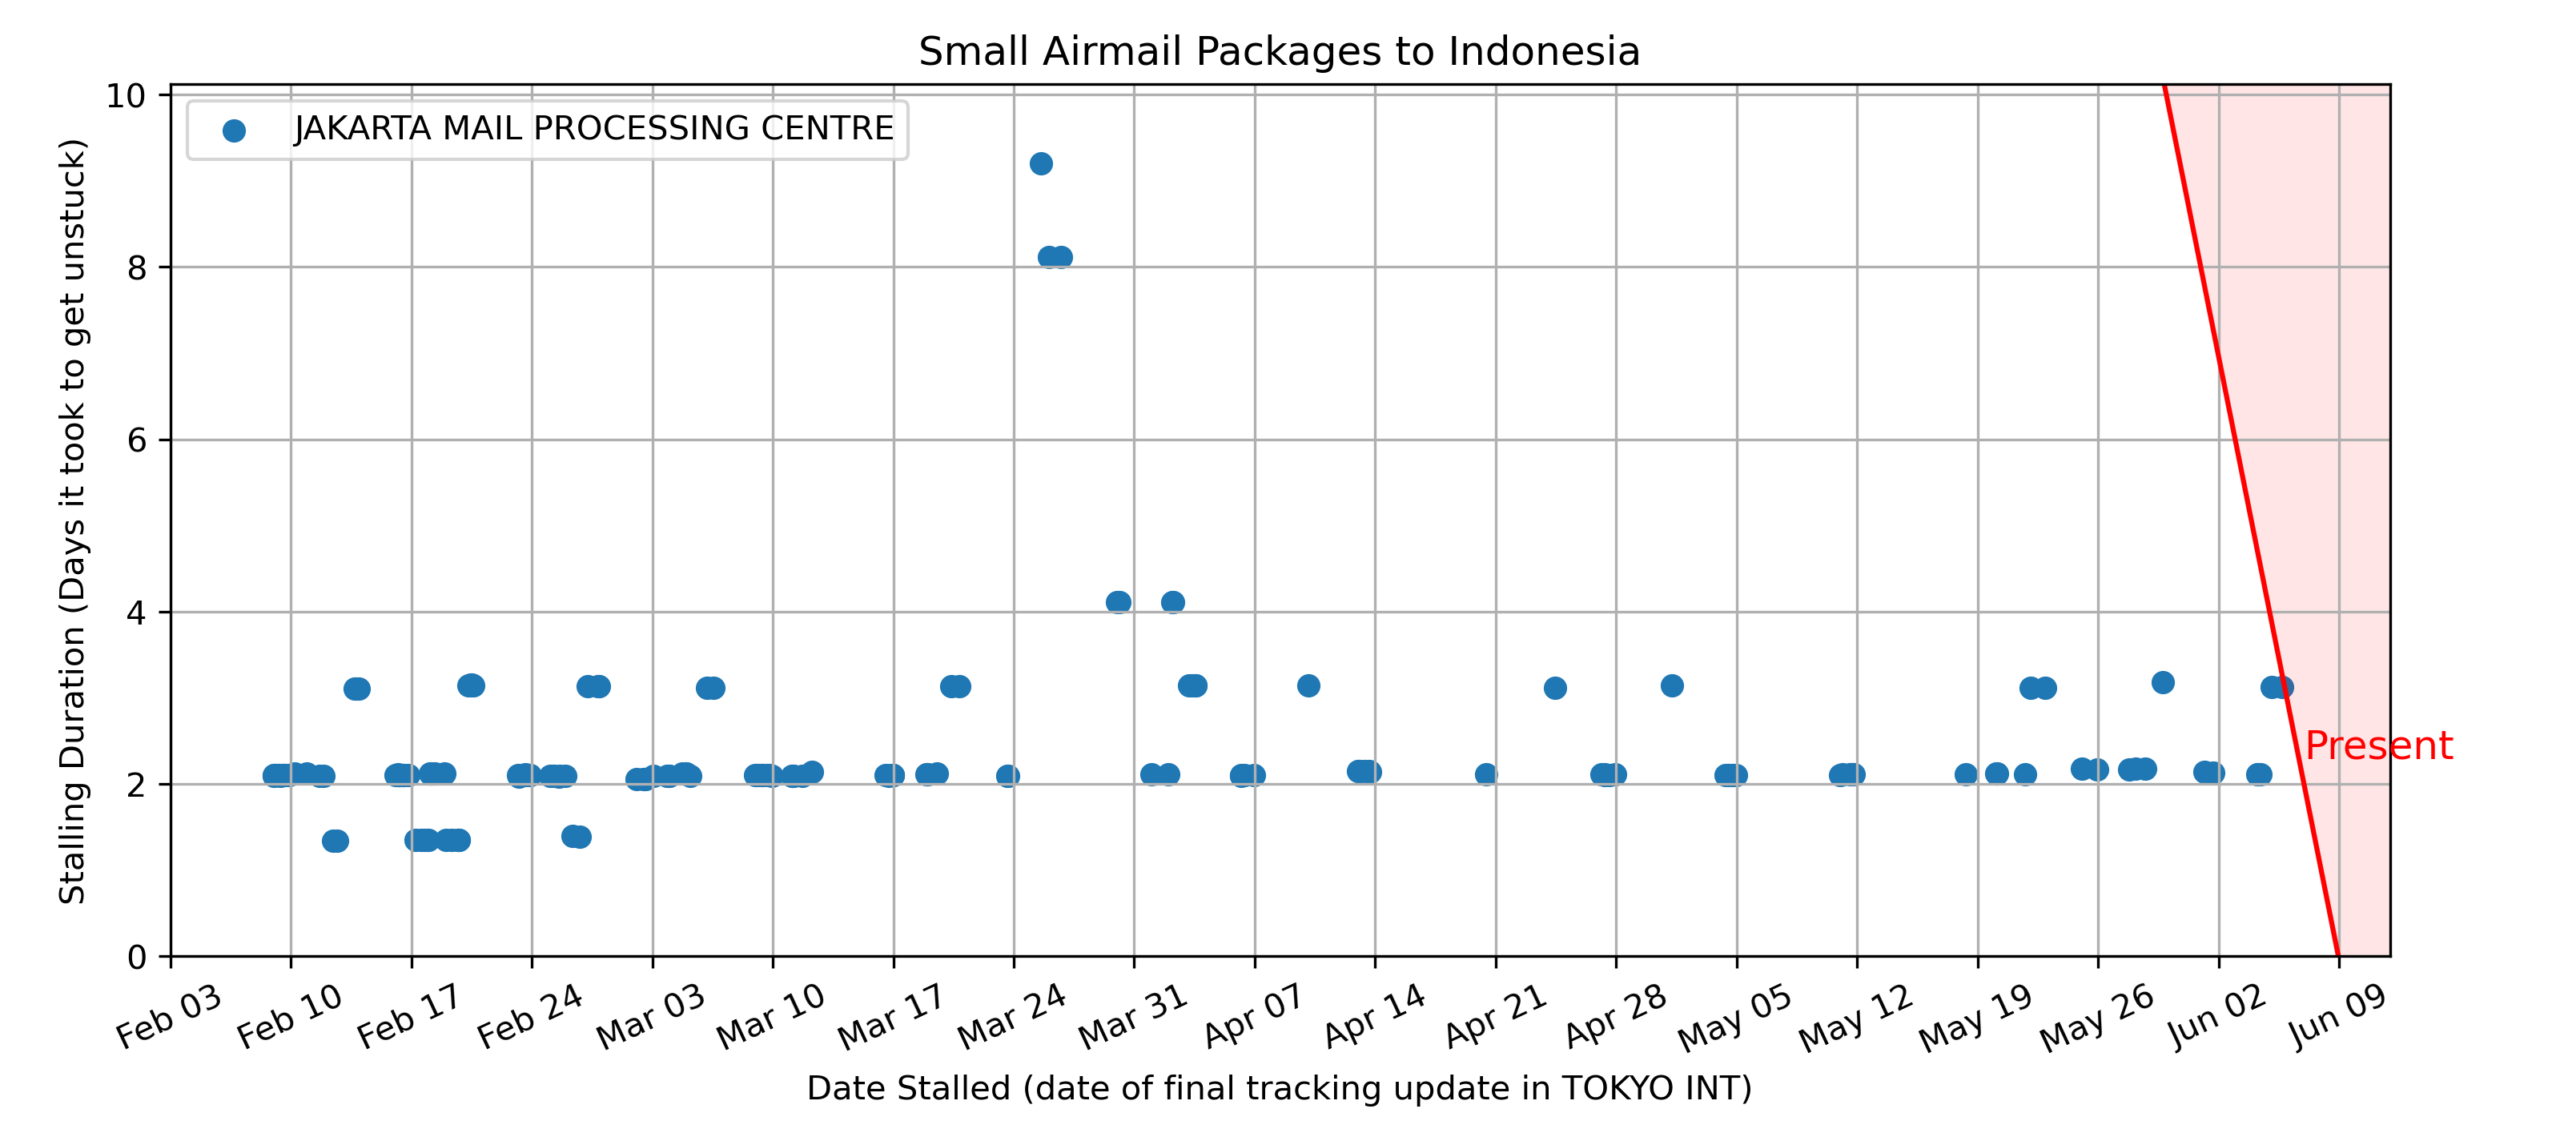 Small Airmail Packages to Indonesia
JAKARTA MAIL PROCESSING CENTRE
Stalling Duration (Days it took to get unstuck)
10
8
6
4
2
0
Present
Feb 03
Feb 10
Feb 17
Feb 24
Mar 03
Mar 10
Mar 17
Mar 24
Mar 31
Apr 07
Apr 14
Apr 21
Apr 28
May 05
May 12
May 19
May 26
Jun 02
Jun 09
Date Stalled (date of final tracking update in TOKYO INT)